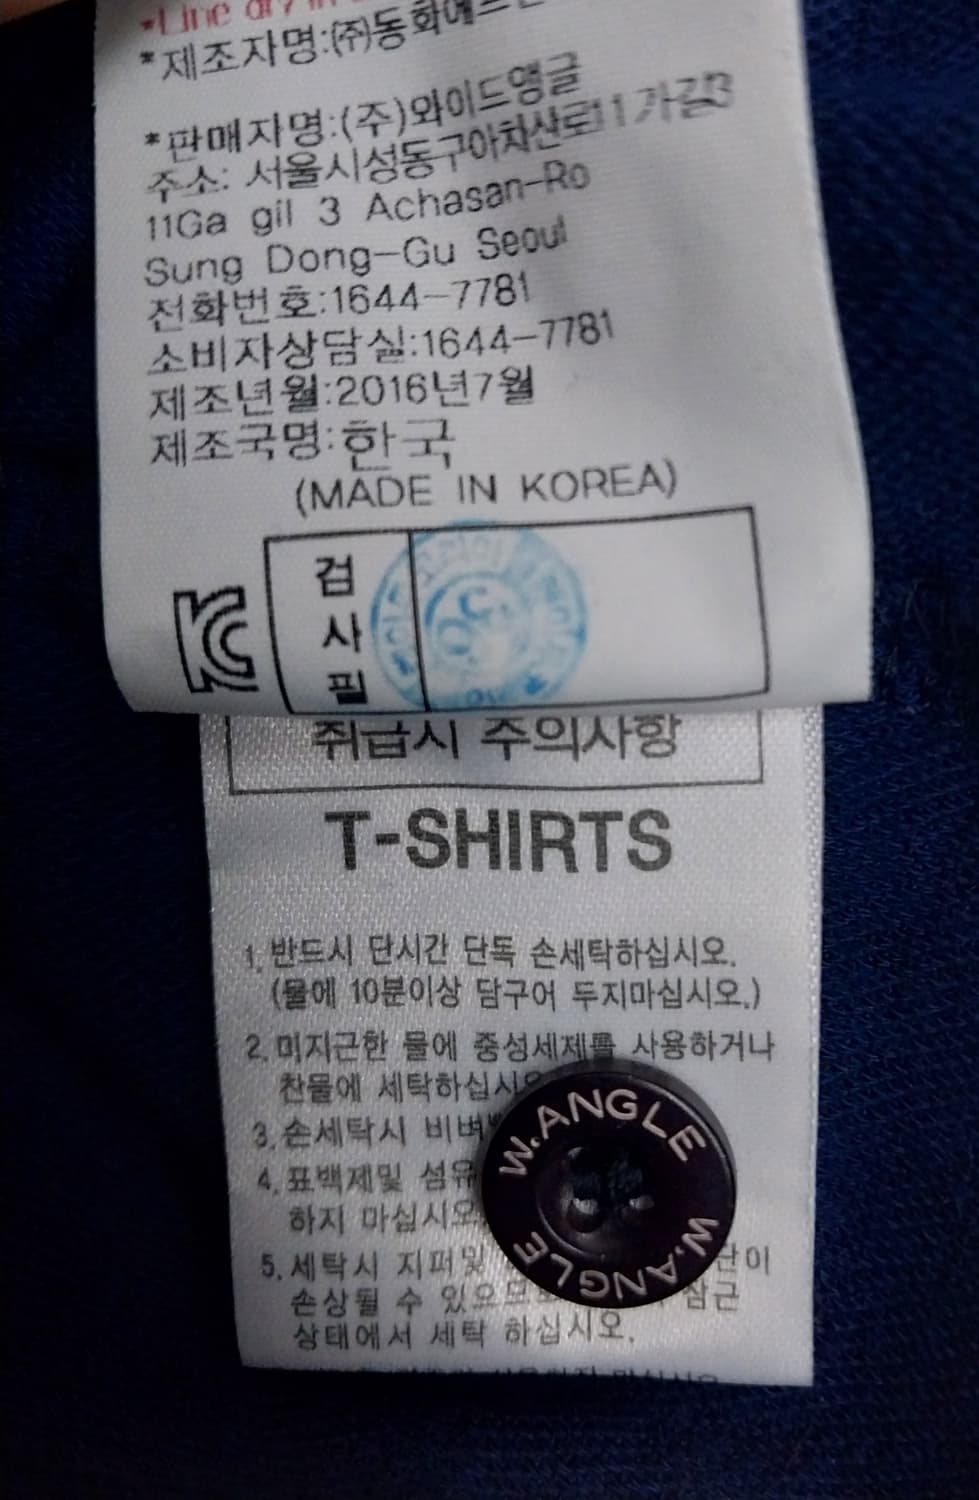 *Line dry in
*제조자명:(주)동화에
*판매자명:(주)와이드앵글
주소: 서울시성동구아차산로11가길3
11Ga gil 3 Achasan-Ro
Sung Dong-Gu Seoul
전화번호:1644-7781
소비자상담실:1644-7781
제조년월:2016년7월
제조국명:한국
(MADE IN KOREA)
KC
검사필
취급시 주의사항
T-SHIRTS
1. 반드시 단시간 단독 손세탁하십시오.
(물에 10분이상 담구어 두지마십시오.)
2. 미지근한 물에 중성세제를 사용하거나
찬물에 세탁하십시오
3. 손세탁시
4. 표백제및 섬유
하지 마십시오
5. 세탁시 지퍼및 단이
손상될 수 있으므로 잠근
상태에서 세탁 하십시오.
W.ANGLE
W.ANGLE